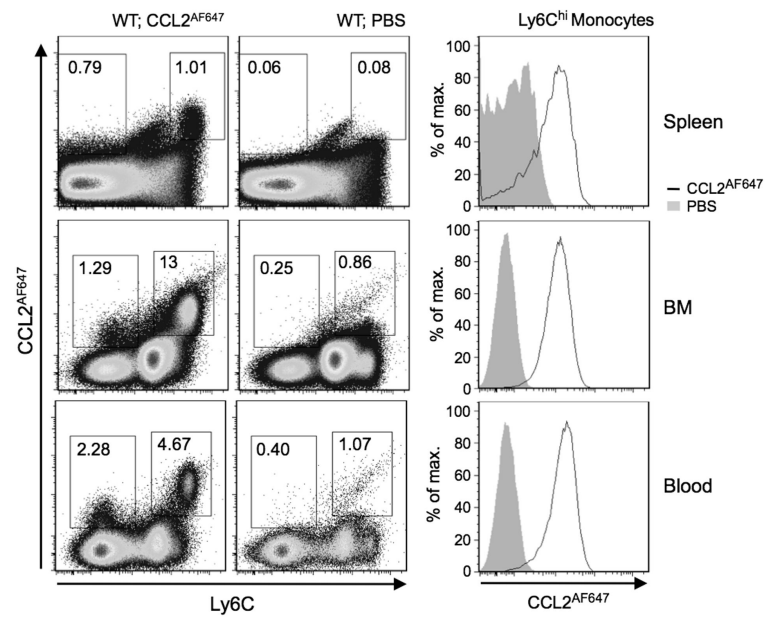 WT; CCL2AF647 WT; PBS Ly6Chi Monocytes
0.79 1.01 0.06 0.08
100
80
60
40
20
0
% of max.
Spleen
CCL2AF647
PBS
1.29 13 0.25 0.86
100
80
60
40
20
0
% of max.
BM
2.28 4.67 0.40 1.07
100
80
60
40
20
0
% of max.
Blood
CCL2AF647
Ly6C
CCL2AF647